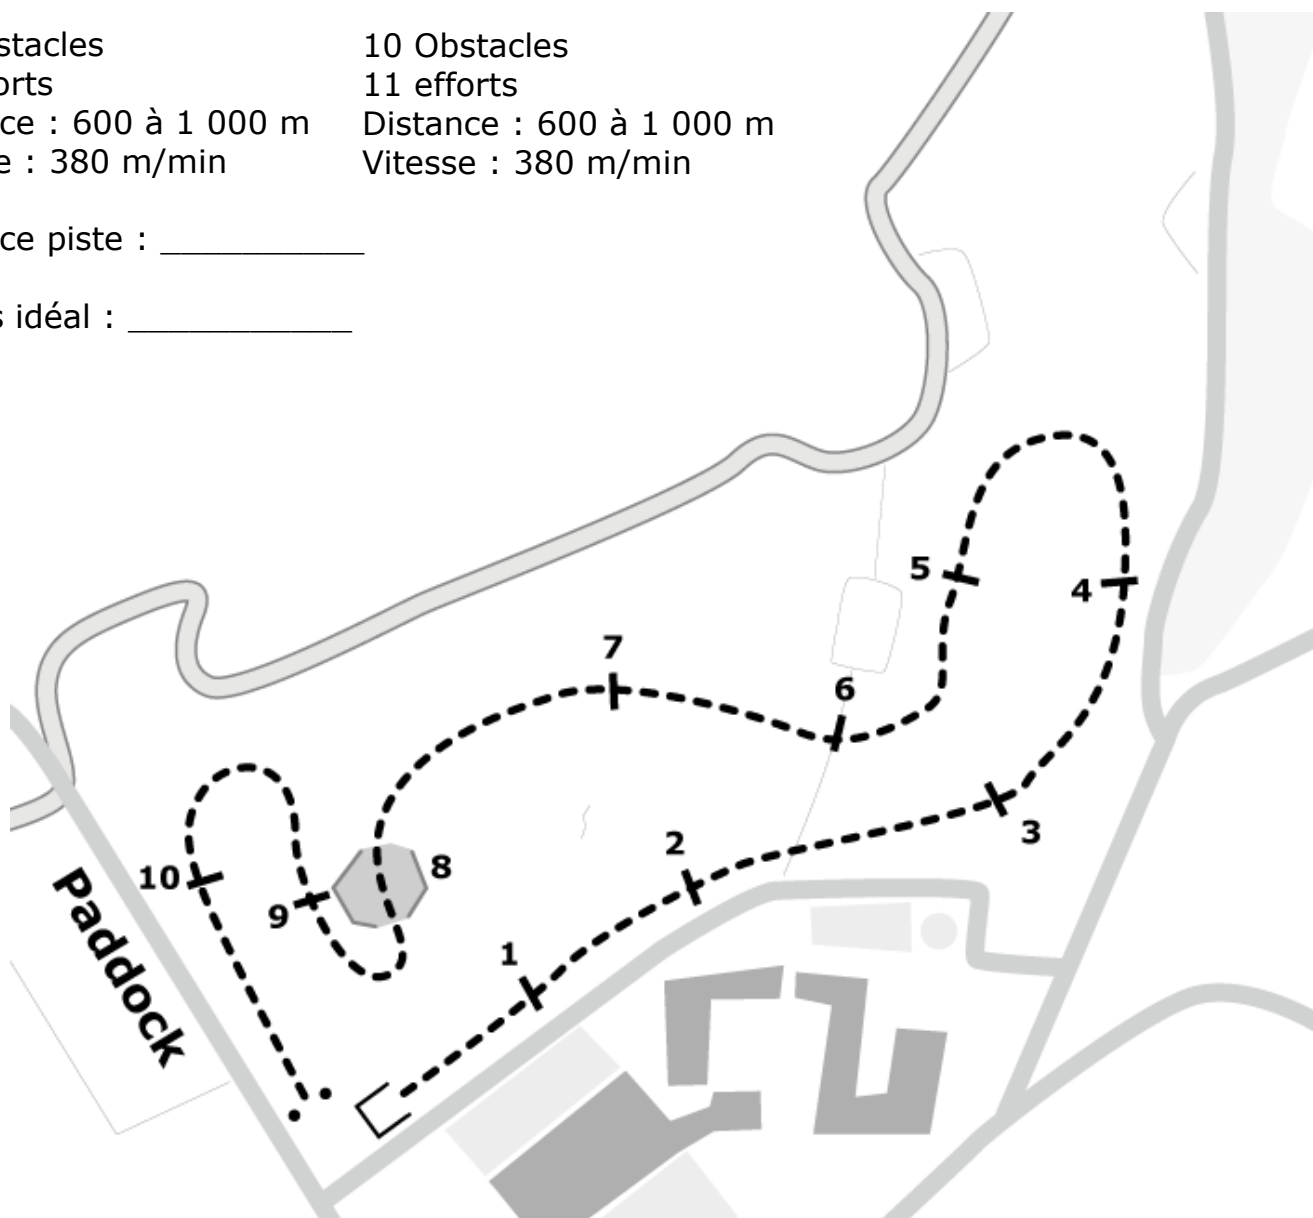 stacles
orts
ce : 600 à 1 000 m
e : 380 m/min
ce piste : ___________
s idéal : ____________
10 Obstacles
11 efforts
Distance : 600 à 1 000 m
Vitesse : 380 m/min
5
4
7
6
3
2
8
10
9
1
Paddock